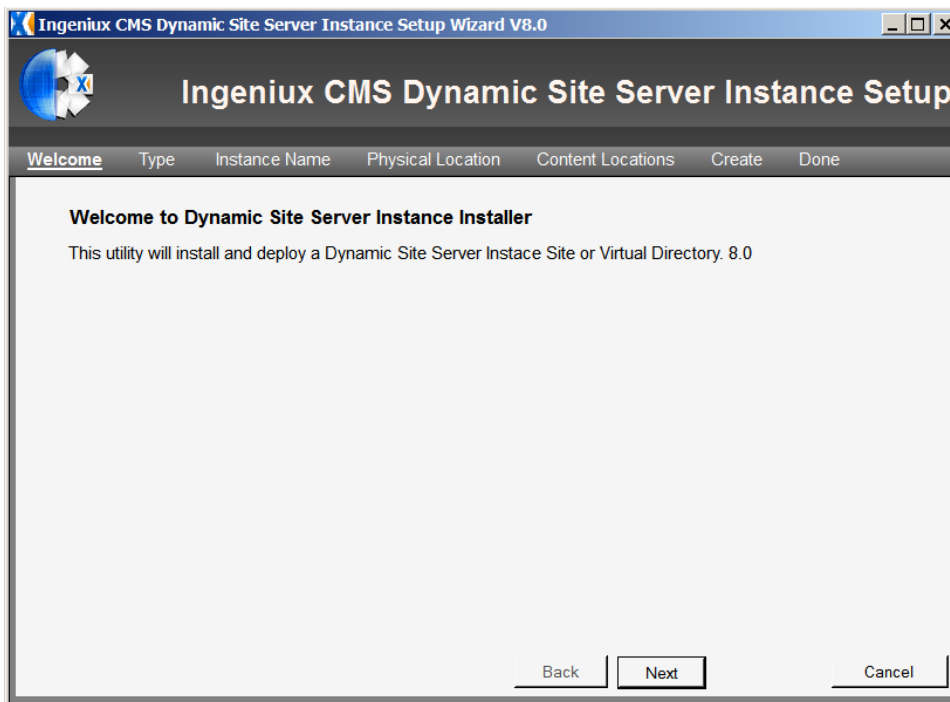 Ingeniux CMS Dynamic Site Server Instance Setup Wizard V8.0
Ingeniux CMS Dynamic Site Server Instance Setup
Welcome Type Instance Name Physical Location Content Locations Create Done
Welcome to Dynamic Site Server Instance Installer
This utility will install and deploy a Dynamic Site Server Instace Site or Virtual Directory. 8.0
Back Next Cancel